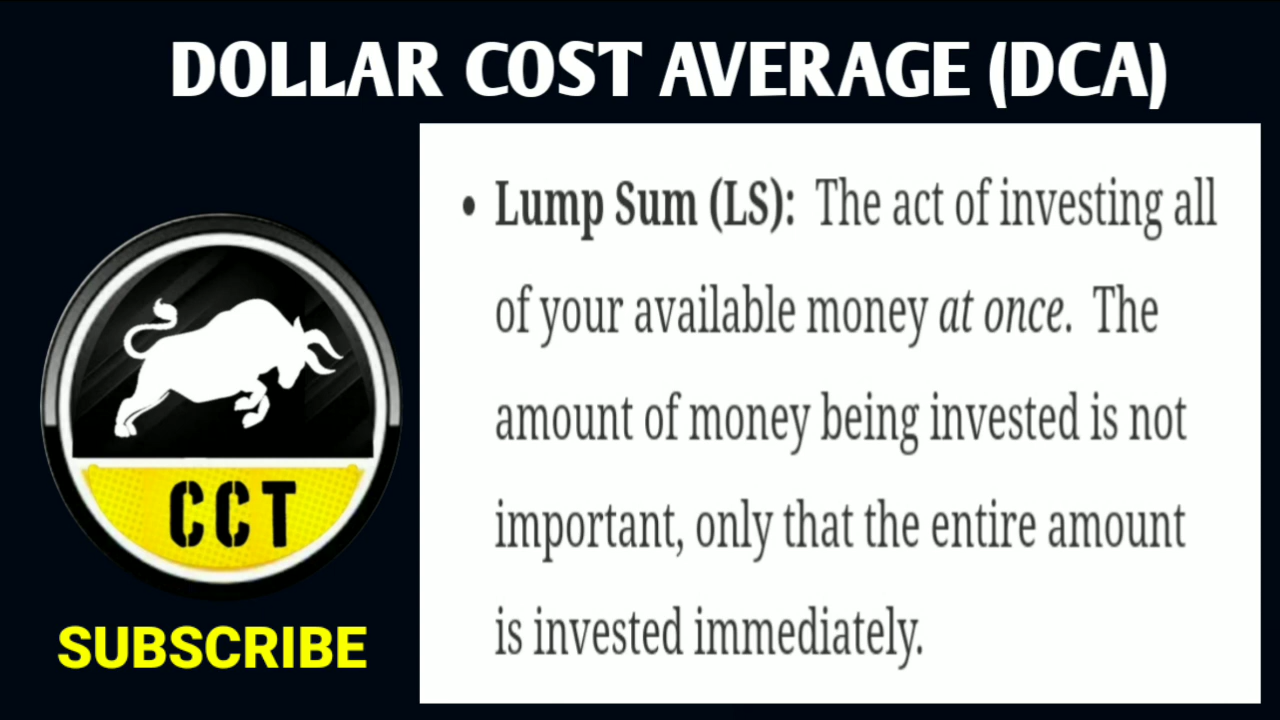 DOLLAR COST AVERAGE (DCA)
• Lump Sum (LS): The act of investing all
of your available money at once. The
amount of money being invested is not
important, only that the entire amount
is invested immediately.
CCT
SUBSCRIBE